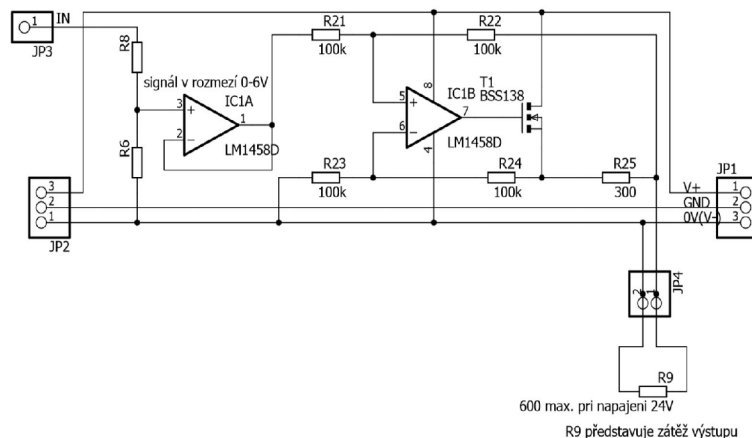 1 IN
JP3
R8
signál v rozmezí 0-6V
IC1A
3 +
2 −
1
LM1458D
R6
R21
100k
R22
100k
8
5 +
6 −
7
4
IC1B
LM1458D
T1
BSS138
R23
100k
R24
100k
R25
300
3
2
1
JP2
JP1
V+ 1
GND 2
0V(V-) 3
2 1
JP4
R9
600 max. pri napajeni 24V
R9 představuje zátěž výstupu